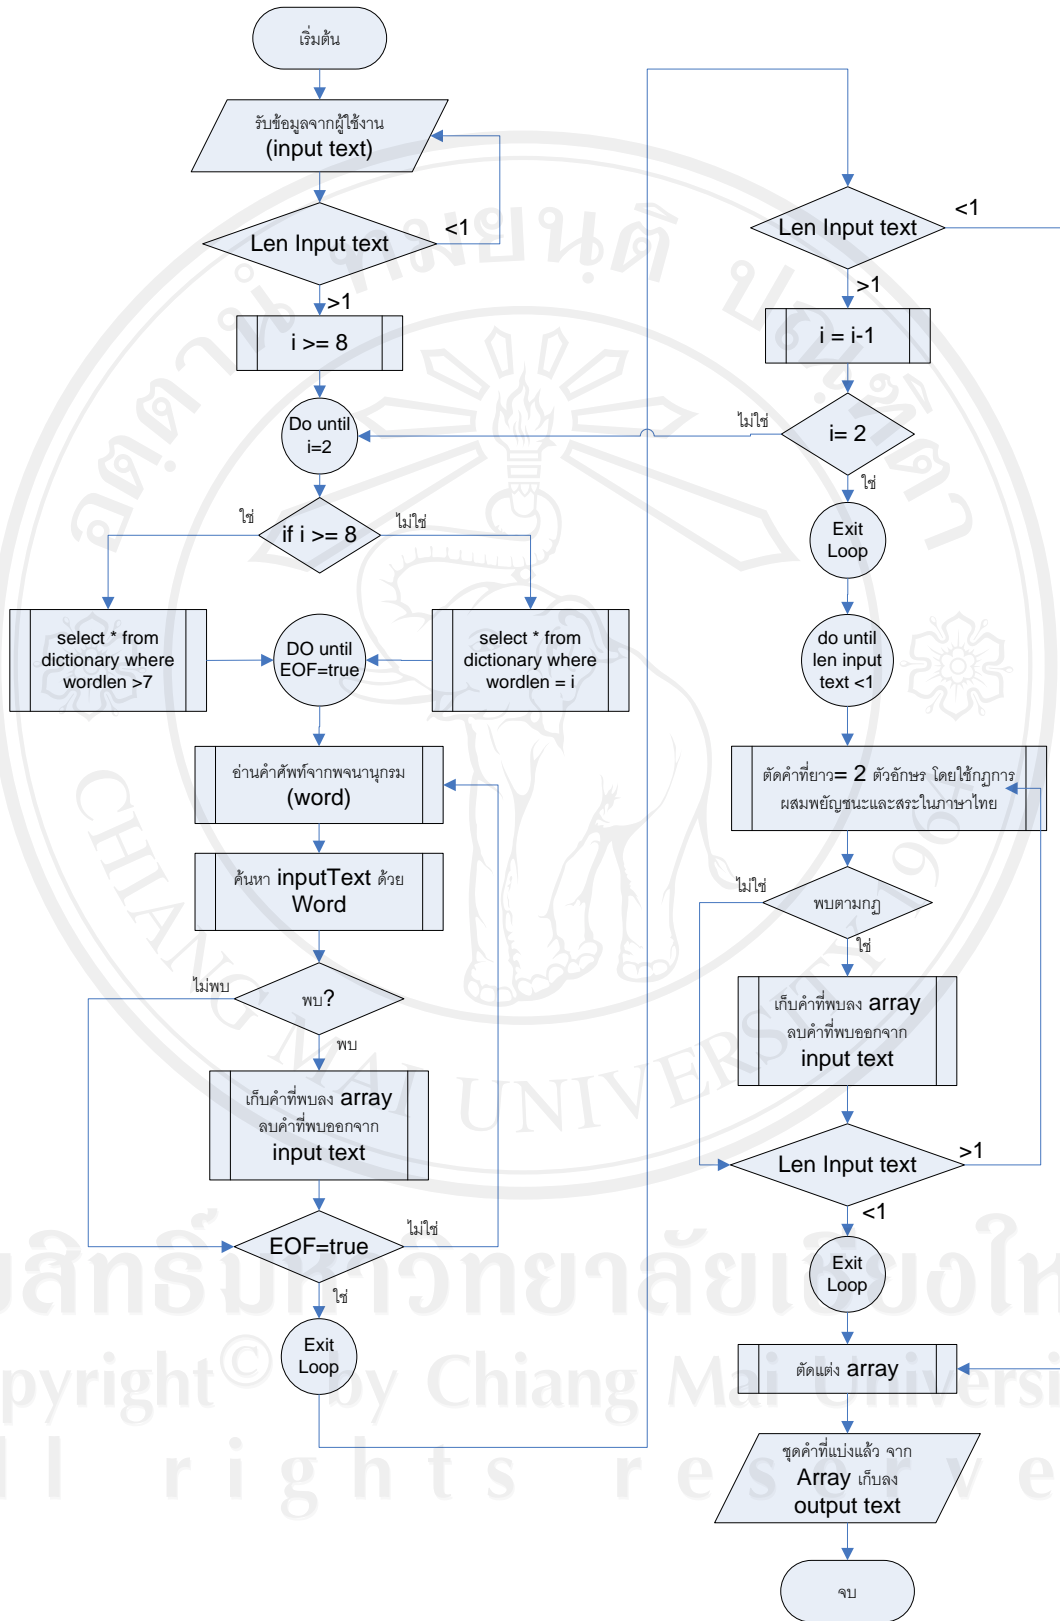 เริ่มต้น
รับข้อมูลจากผู้ใช้งาน
(input text)
Len Input text
<1
>1
i >= 8
Do until
i=2
if i >= 8
ใช่
ไม่ใช่
select * from
dictionary where
wordlen >7
DO until
EOF=true
select * from
dictionary where
wordlen = i
อ่านคำศัพท์จากพจนานุกรม
(word)
ค้นหา inputText ด้วย
Word
พบ?
ไม่พบ
พบ
เก็บคำที่พบลง array
ลบคำที่พบออกจาก
input text
EOF=true
ไม่ใช่
ใช่
Exit
Loop
Len Input text
<1
>1
i = i-1
i= 2
ไม่ใช่
ใช่
Exit
Loop
do until
len input
text <1
ตัดคำที่ยาว= 2 ตัวอักษร โดยใช้กฎการ
ผสมพยัญชนะและสระในภาษาไทย
พบตามกฎ
ไม่ใช่
ใช่
เก็บคำที่พบลง array
ลบคำที่พบออกจาก
input text
Len Input text
>1
<1
Exit
Loop
ตัดแต่ง array
ชุดคำที่แบ่งแล้ว จาก
Array เก็บลง
output text
จบ
CHIANG MAI UNIVERSITY 1964
pyright © by Chiang Mai Universi
ll rights reserve